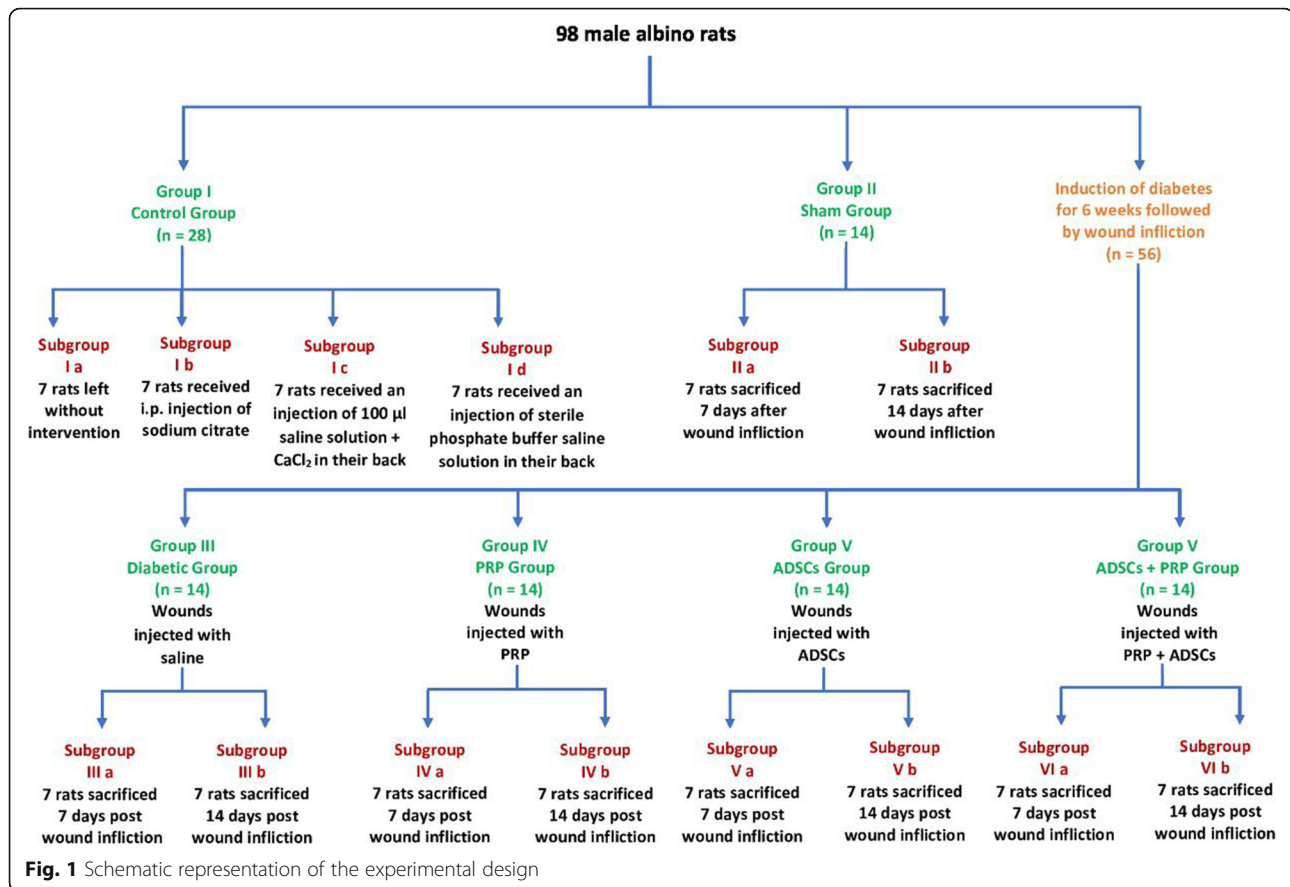 98 male albino rats
Group I
Control Group
(n = 28)
Group II
Sham Group
(n = 14)
Induction of diabetes
for 6 weeks followed
by wound infliction
(n = 56)
Subgroup
I a
7 rats left
without
intervention
Subgroup
I b
7 rats received
i.p. injection of
sodium citrate
Subgroup
I c
7 rats received an
injection of 100 µl
saline solution +
CaCl₂ in their back
Subgroup
I d
7 rats received an
injection of sterile
phosphate buffer saline
solution in their back
Subgroup
II a
7 rats sacrificed
7 days after
wound infliction
Subgroup
II b
7 rats sacrificed
14 days after
wound infliction
Group III
Diabetic Group
(n = 14)
Wounds
injected with
saline
Group IV
PRP Group
(n = 14)
Wounds
injected with
PRP
Group V
ADSCs Group
(n = 14)
Wounds
injected with
ADSCs
Group V
ADSCs + PRP Group
(n = 14)
Wounds
injected with
PRP + ADSCs
Subgroup
III a
7 rats sacrificed
7 days post
wound infliction
Subgroup
III b
7 rats sacrificed
14 days post
wound infliction
Subgroup
IV a
7 rats sacrificed
7 days post
wound infliction
Subgroup
IV b
7 rats sacrificed
14 days post
wound infliction
Subgroup
V a
7 rats sacrificed
7 days post
wound infliction
Subgroup
V b
7 rats sacrificed
14 days post
wound infliction
Subgroup
VI a
7 rats sacrificed
7 days post
wound infliction
Subgroup
VI b
7 rats sacrificed
14 days post
wound infliction
Fig. 1 Schematic representation of the experimental design